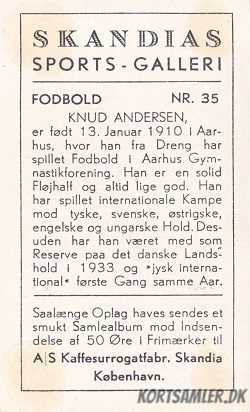 SKANDIAS
SPORTS-GALLERI
FODBOLD NR. 35
KNUD ANDERSEN,
er født 13. Januar 1910 i Aar-
hus, hvor han fra Dreng har
spillet Fodbold i Aarhus Gym-
nastikforening. Han er en solid
Fløjhalf og altid lige god. Han
har spillet internationale Kampe
mod tyske, svenske, østrigske,
engelske og ungarske Hold. Des-
uden har han været med som
Reserve paa det danske Lands-
hold i 1933 og "jysk interna-
tional" første Gang samme Aar.
Saalænge Oplag haves sendes et
smukt Samlealbum mod Indsen-
delse af 50 Øre i Frimærker til
A|S Kaffesurrogatfabr. Skandia
København.
KORTSAMLER.DK